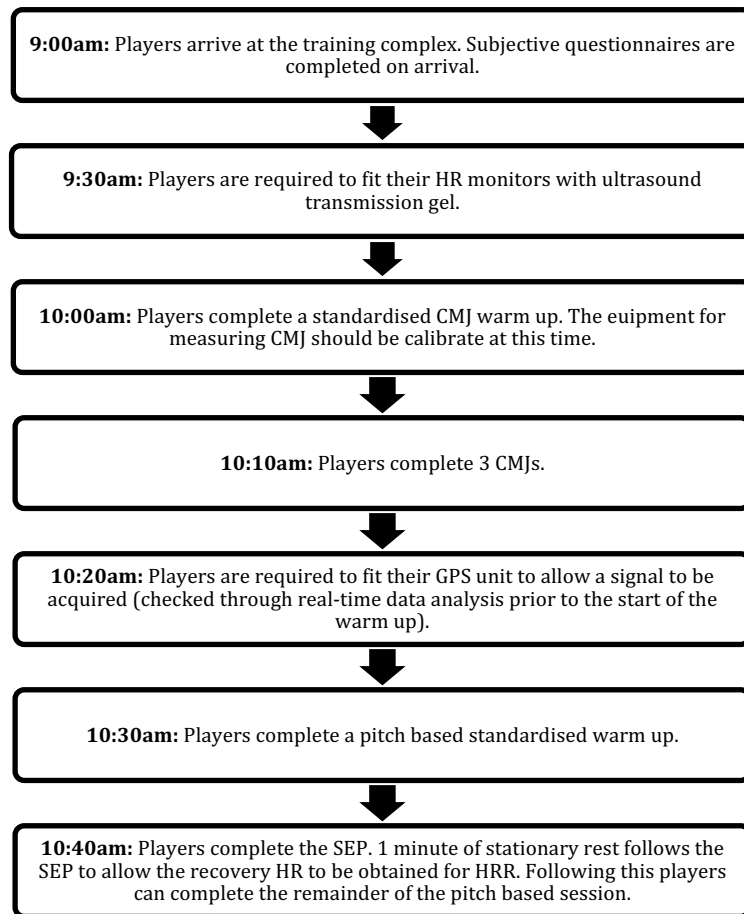 9:00am: Players arrive at the training complex. Subjective questionnaires are
completed on arrival.
9:30am: Players are required to fit their HR monitors with ultrasound
transmission gel.
10:00am: Players complete a standardised CMJ warm up. The euipment for
measuring CMJ should be calibrate at this time.
10:10am: Players complete 3 CMJs.
10:20am: Players are required to fit their GPS unit to allow a signal to be
acquired (checked through real-time data analysis prior to the start of the
warm up).
10:30am: Players complete a pitch based standardised warm up.
10:40am: Players complete the SEP. 1 minute of stationary rest follows the
SEP to allow the recovery HR to be obtained for HRR. Following this players
can complete the remainder of the pitch based session.